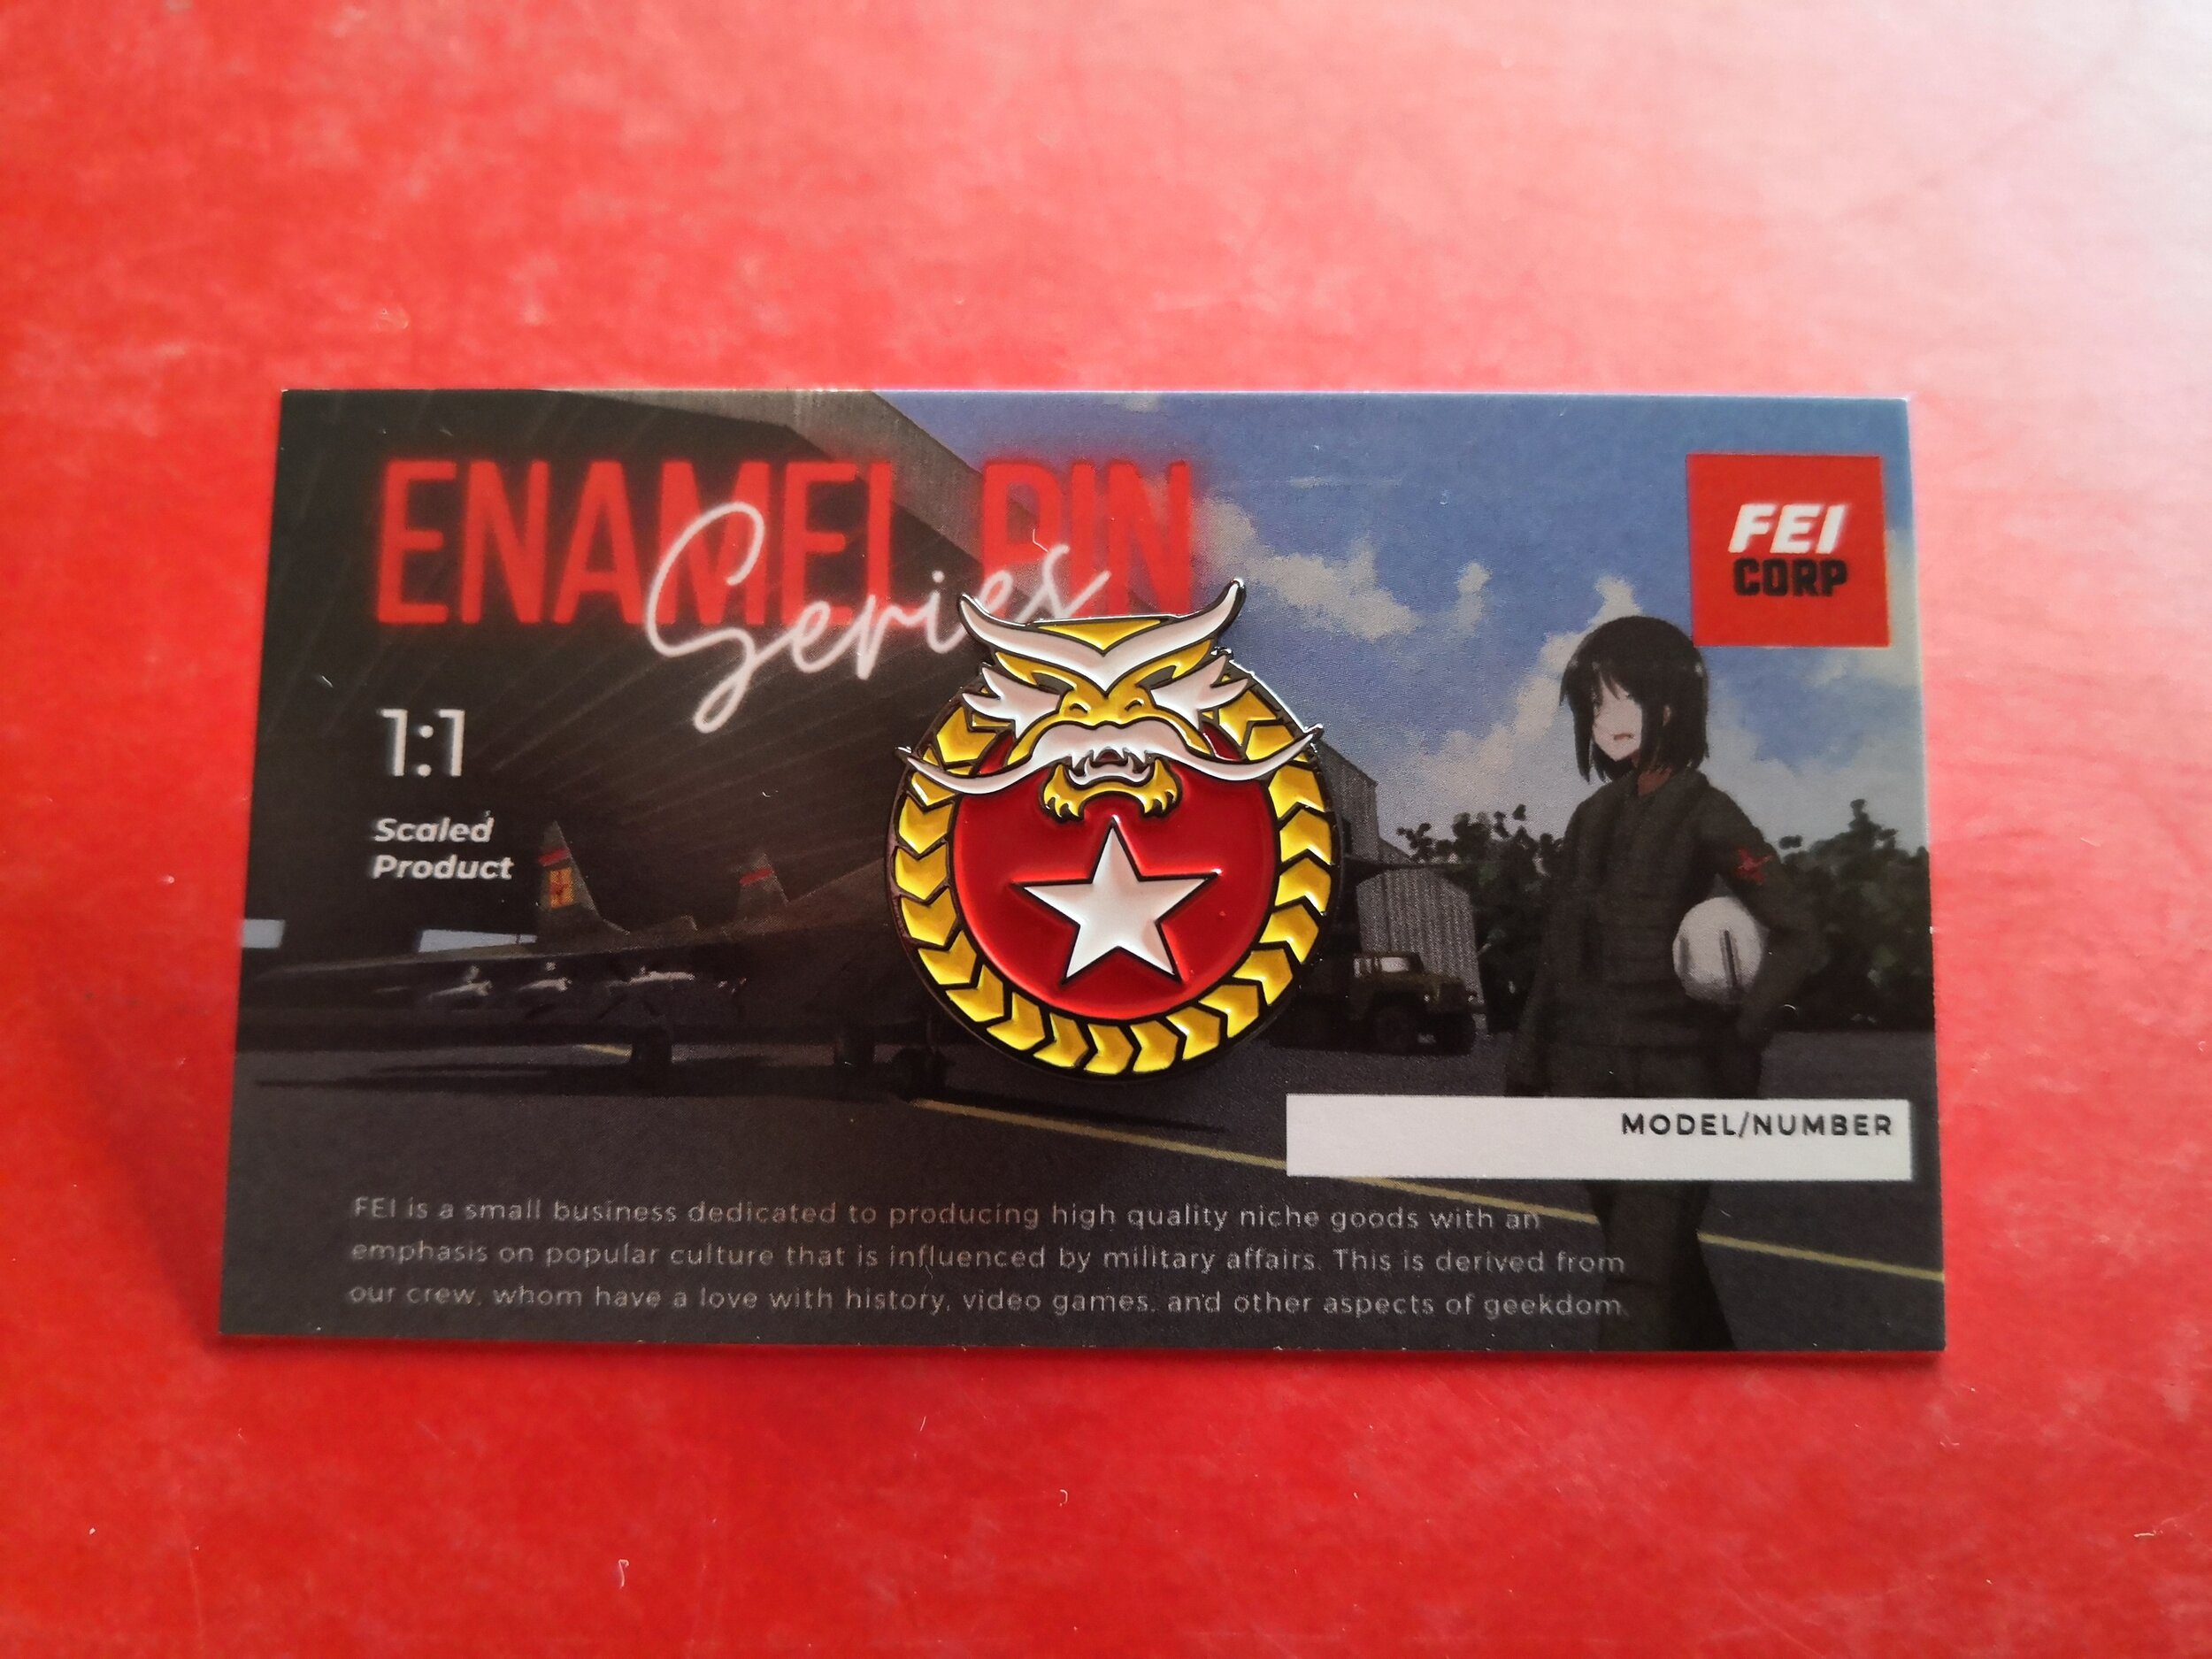 ENAMEL PIN
Series
FEI
CORP
1:1
Scaled
Product
MODEL/NUMBER
FEI is a small business dedicated to producing high quality niche goods with an
emphasis on popular culture that is influenced by military affairs. This is derived from
our crew, whom have a love with history, video games, and other aspects of geekdom.